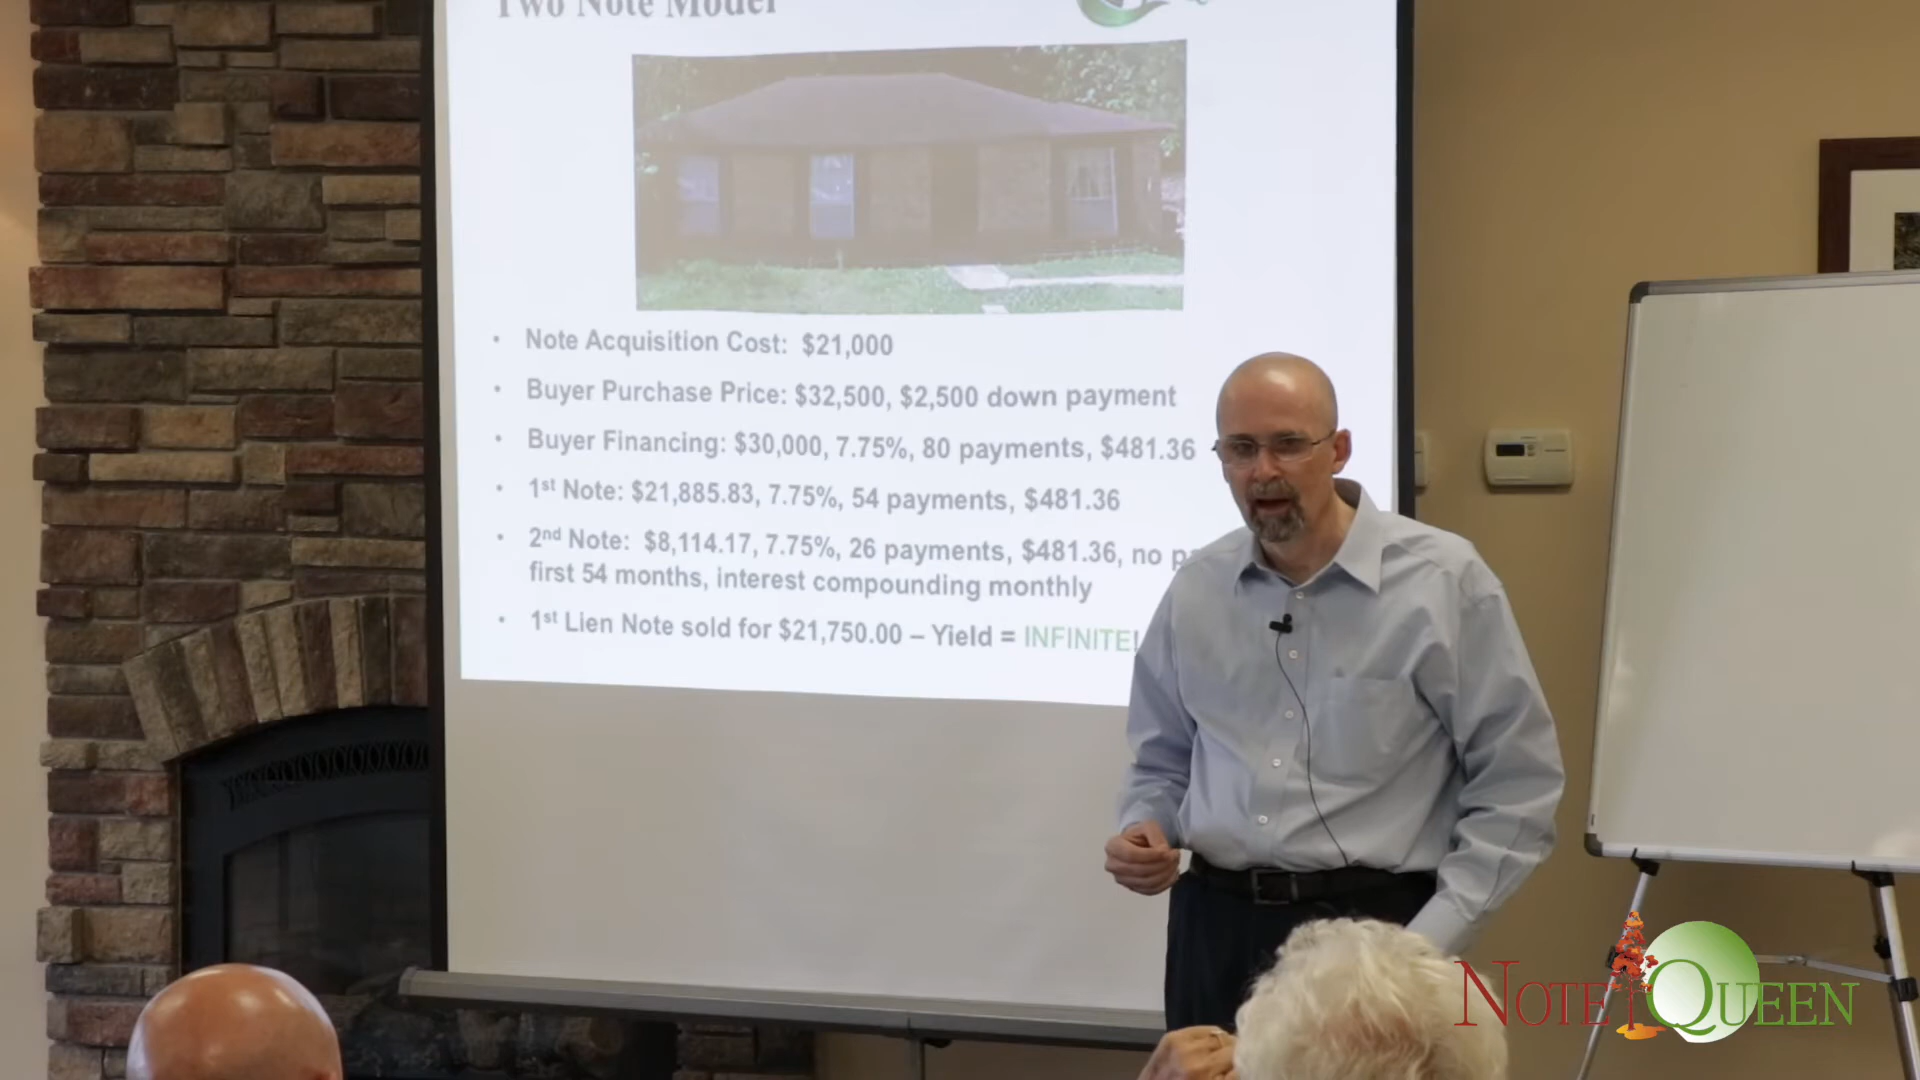 Two Note Model
• Note Acquisition Cost: $21,000
• Buyer Purchase Price: $32,500, $2,500 down payment
• Buyer Financing: $30,000, 7.75%, 80 payments, $481.36
• 1st Note: $21,885.83, 7.75%, 54 payments, $481.36
• 2nd Note: $8,114.17, 7.75%, 26 payments, $481.36, no
first 54 months, interest compounding monthly
• 1st Lien Note sold for $21,750.00 – Yield = INFINITE!
NOTE QUEEN